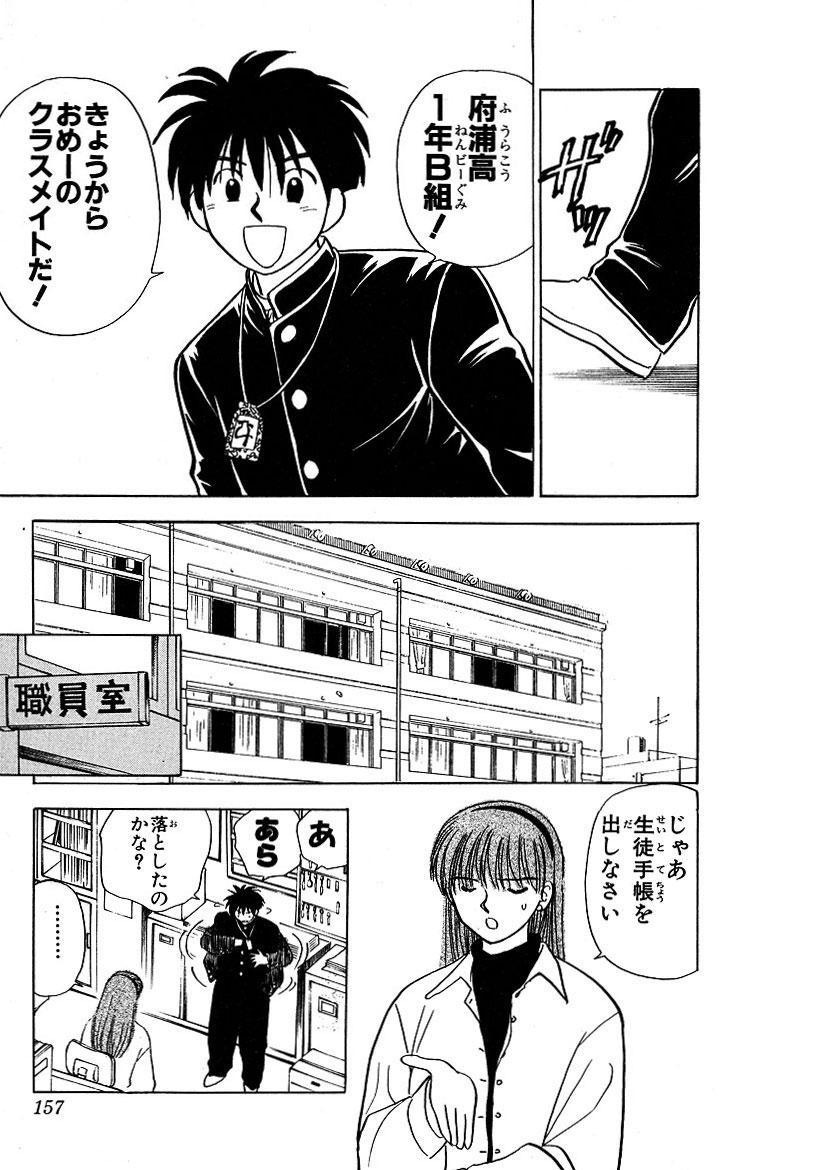 ザッ
府浦高
1年B組!
きょうから
おめーの
クラスメイトだ!
職員室
じゃあ
生徒手帳を
出しなさい
あ
あら
落としたの
かな?
………
157